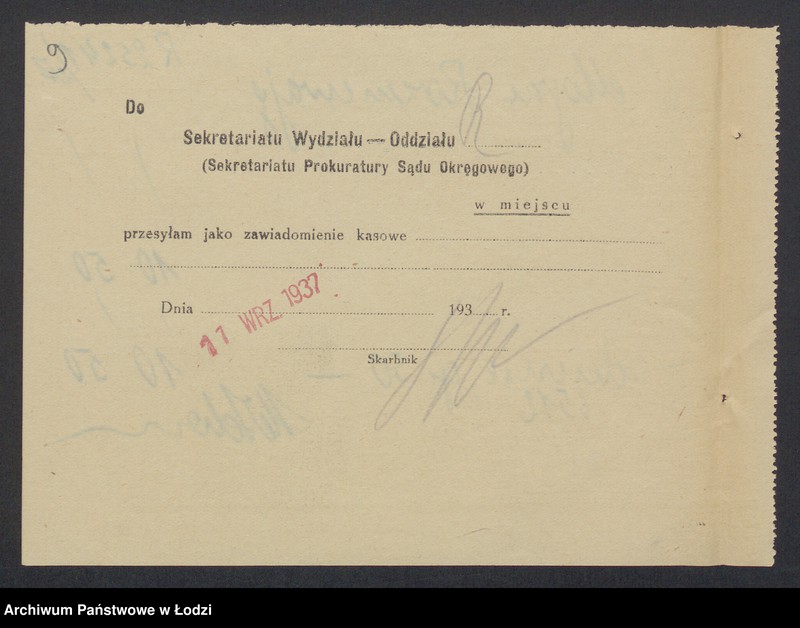 9
Do
Sekretariatu Wydziału — Oddziału R
(Sekretariatu Prokuratury Sądu Okręgowego)
w miejscu
przesyłam jako zawiadomienie kasowe
Dnia 193 r.
17 WRZ. 1937
Skarbnik
Archiwum Państwowe w Łodzi